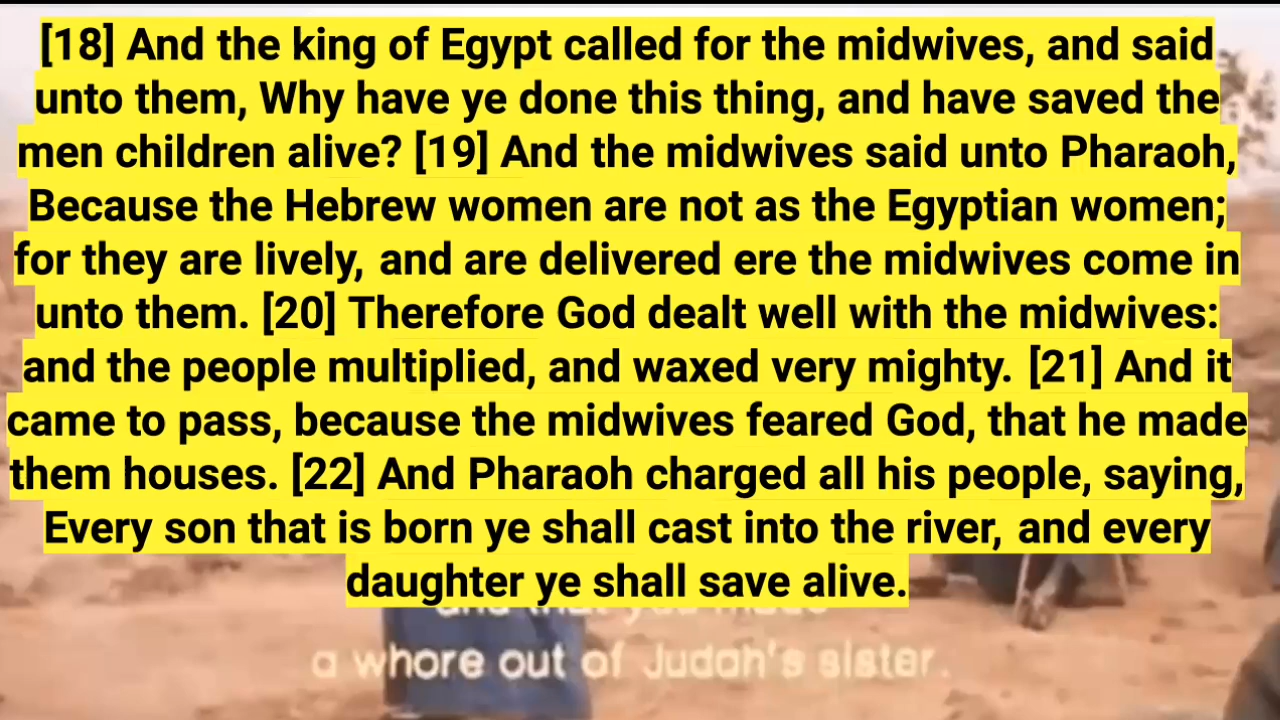 [18] And the king of Egypt called for the midwives, and said
unto them, Why have ye done this thing, and have saved the
men children alive? [19] And the midwives said unto Pharaoh,
Because the Hebrew women are not as the Egyptian women;
for they are lively, and are delivered ere the midwives come in
unto them. [20] Therefore God dealt well with the midwives:
and the people multiplied, and waxed very mighty. [21] And it
came to pass, because the midwives feared God, that he made
them houses. [22] And Pharaoh charged all his people, saying,
Every son that is born ye shall cast into the river, and every
daughter ye shall save alive.
and that you made
a whore out of Judah's sister.